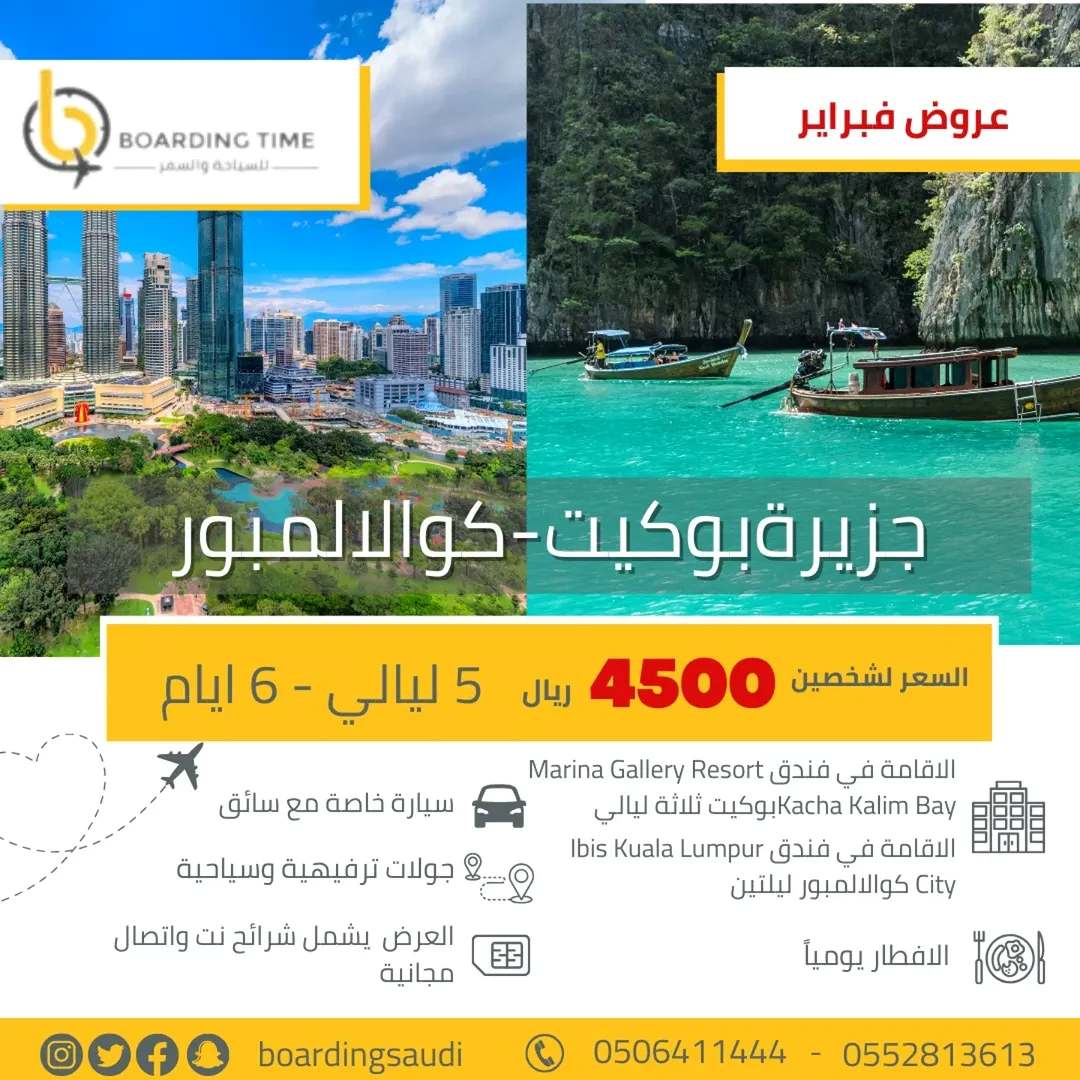 BOARDING TIME
للسياحة والسفر
عروض فبراير
جزيرةبوكيت-كوالالمبور
السعر لشخصين 4500 ريال 5 ليالي - 6 ايام
الاقامة في فندق Marina Gallery Resort
Kacha Kalim Bayبوكيت ثلاثة ليالي
الاقامة في فندق Ibis Kuala Lumpur
City كوالالمبور ليلتين
الافطار يومياً
سيارة خاصة مع سائق
جولات ترفيهية وسياحية
العرض يشمل شرائح نت واتصال
مجانية
boardingsaudi 0506411444 - 0552813613